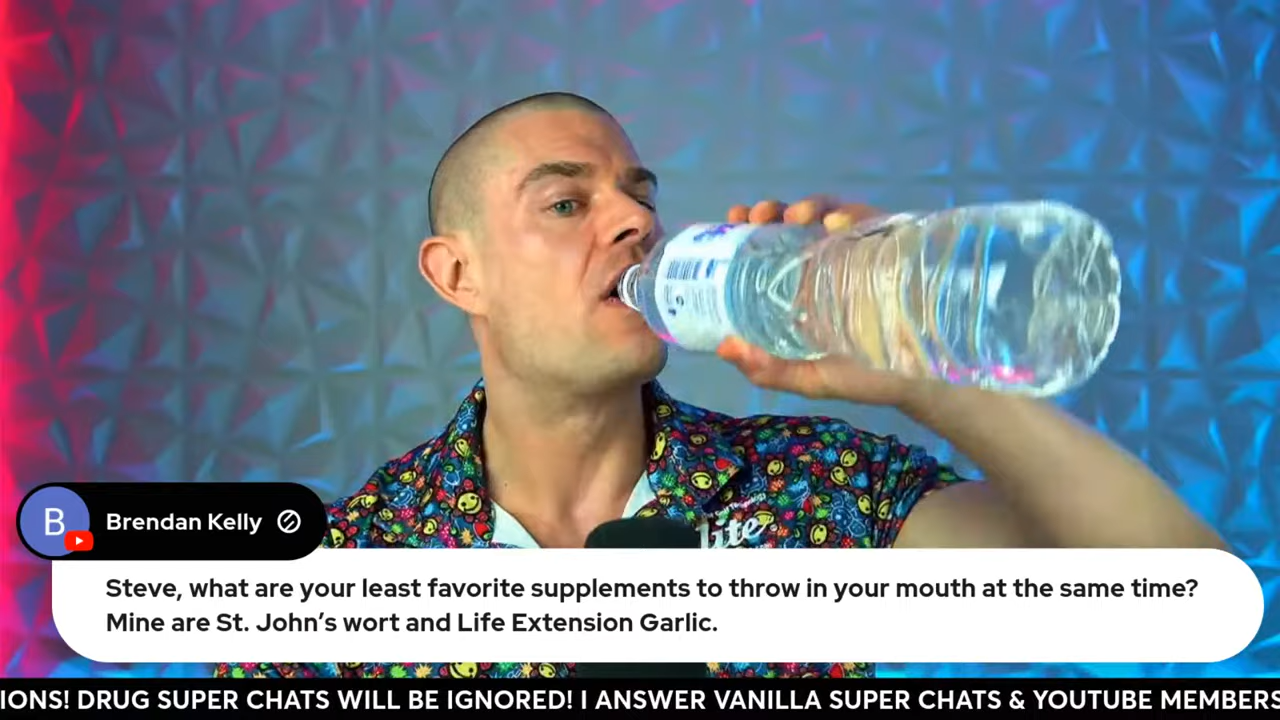 lite
B
Brendan Kelly
Steve, what are your least favorite supplements to throw in your mouth at the same time?
Mine are St. John’s wort and Life Extension Garlic.
IONS! DRUG SUPER CHATS WILL BE IGNORED! I ANSWER VANILLA SUPER CHATS & YOUTUBE MEMBERS